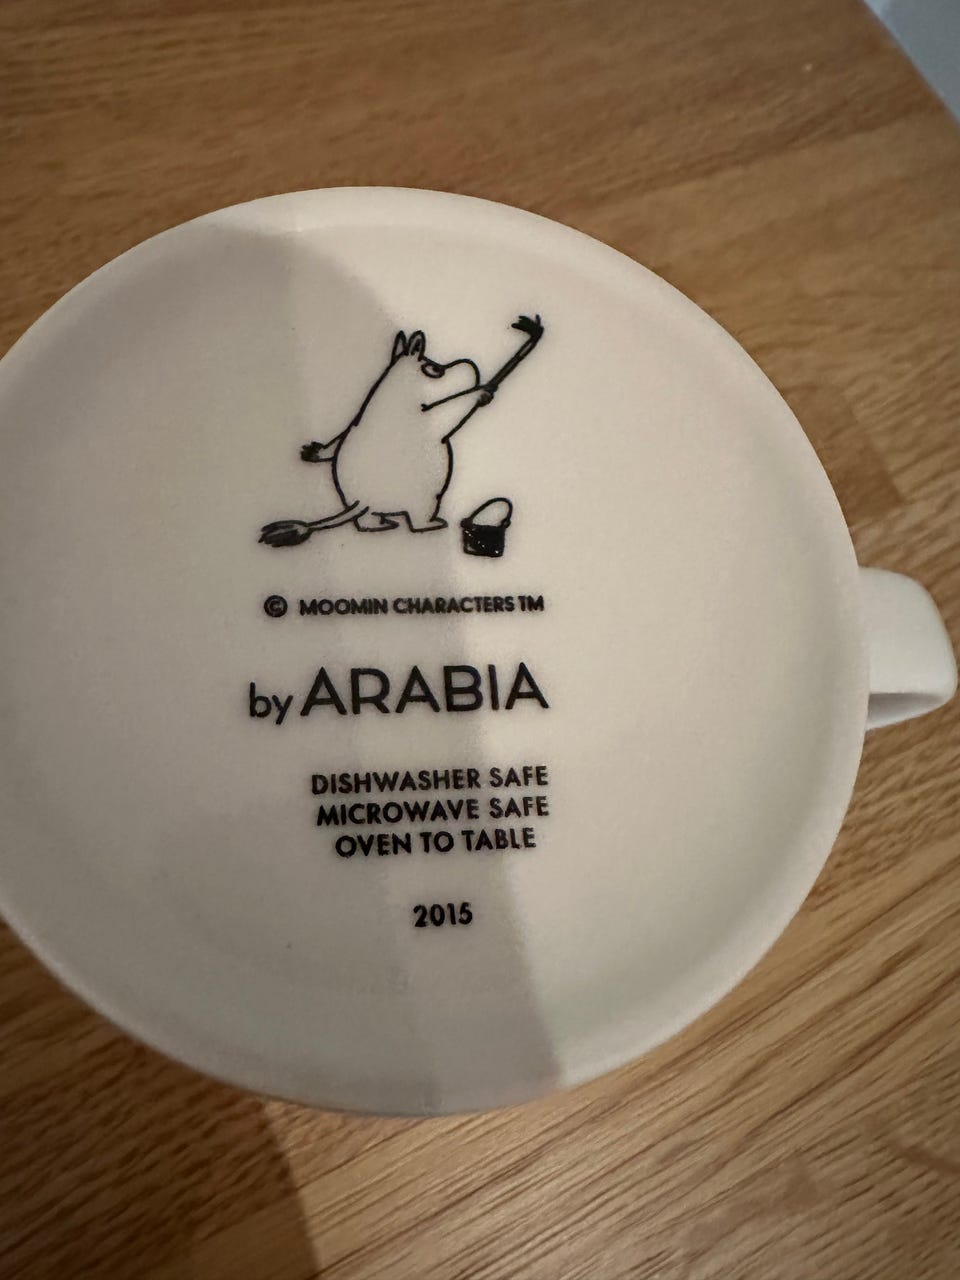 © MOOMIN CHARACTERS TM
by ARABIA
DISHWASHER SAFE
MICROWAVE SAFE
OVEN TO TABLE
2015